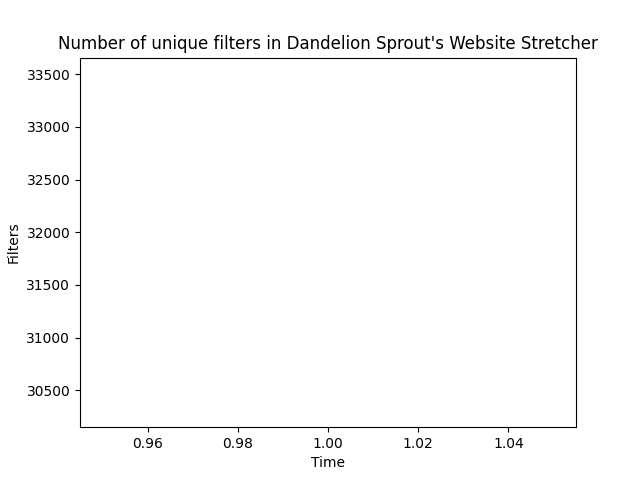 Number of unique filters in Dandelion Sprout's Website Stretcher
33500
33000
32500
32000
31500
31000
30500
Filters
0.96 0.98 1.00 1.02 1.04
Time